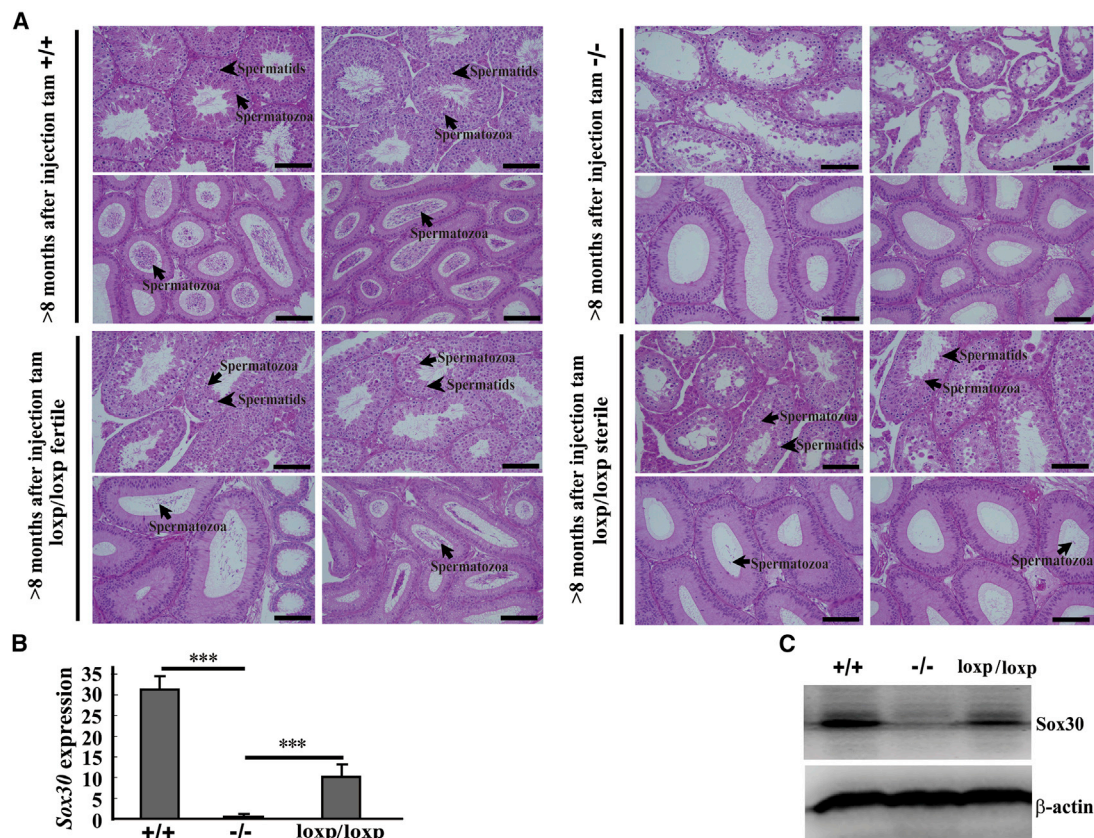 A
>8 months after injection tam +/+
Spermatids
Spermatozoa
Spermatids
Spermatozoa
Spermatozoa
Spermatozoa
>8 months after injection tam -/-
>8 months after injection tam
loxp/loxp fertile
Spermatozoa
Spermatids
Spermatozoa
Spermatids
Spermatozoa
Spermatozoa
>8 months after injection tam
loxp/loxp sterile
Spermatozoa
Spermatids
Spermatids
Spermatozoa
Spermatozoa
Spermatozoa
B
Sox30 expression
35
30
25
20
15
10
5
0
***
***
+/+ -/- loxp/loxp
C
+/+ -/- loxp/loxp
Sox30
β-actin